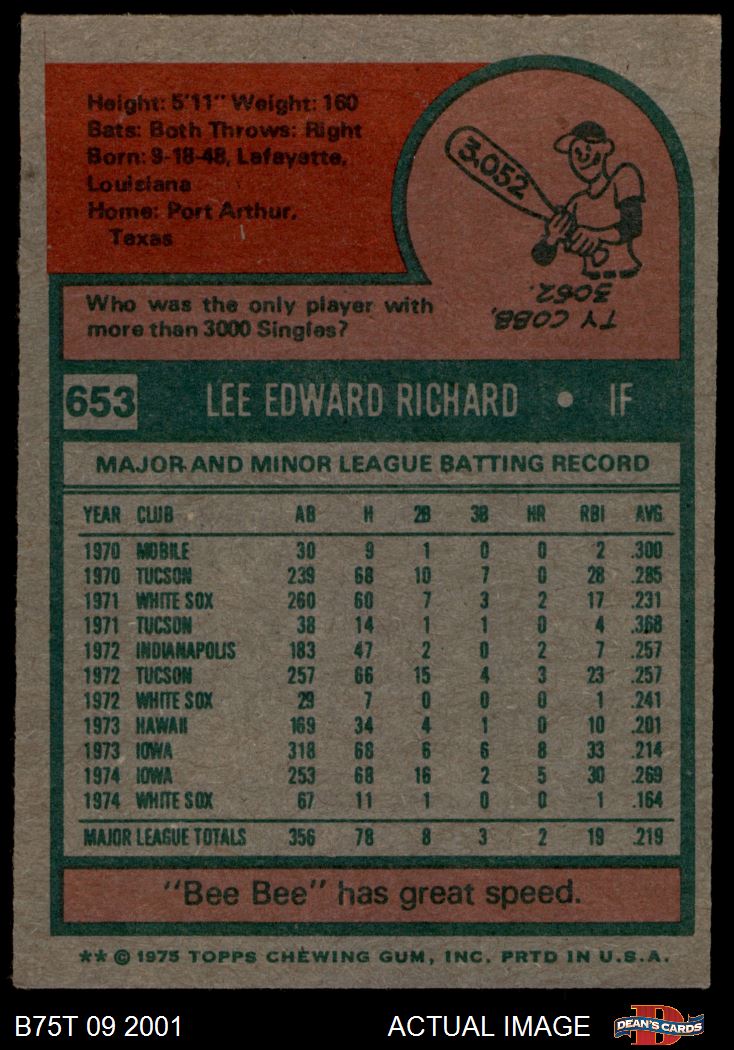 Height: 5'11" Weight: 160
Bats: Both Throws: Right
Born: 9-18-48, Lafayette,
Louisiana
Home: Port Arthur,
Texas
3,052
TY COBB,
3052.
Who was the only player with
more than 3000 Singles?
653 LEE EDWARD RICHARD • IF
MAJOR AND MINOR LEAGUE BATTING RECORD
YEAR CLUB AB H 2B 3B HR RBI AVG
1970 MOBILE 30 9 1 0 0 2 .300
1970 TUCSON 239 68 10 7 0 28 .285
1971 WHITE SOX 260 60 7 3 2 17 .231
1971 TUCSON 38 14 1 1 0 4 .368
1972 INDIANAPOLIS 183 47 2 0 2 7 .257
1972 TUCSON 257 66 15 4 3 23 .257
1972 WHITE SOX 29 7 0 0 0 1 .241
1973 HAWAII 169 34 4 1 0 10 .201
1973 IOWA 318 68 6 6 8 33 .214
1974 IOWA 253 68 16 2 5 30 .269
1974 WHITE SOX 67 11 1 0 0 1 .164
MAJOR LEAGUE TOTALS 356 78 8 3 2 19 .219
"Bee Bee" has great speed.
** © 1975 TOPPS CHEWING GUM, INC. PRTD IN U.S.A.
B75T 09 2001 ACTUAL IMAGE DEAN'S CARDS